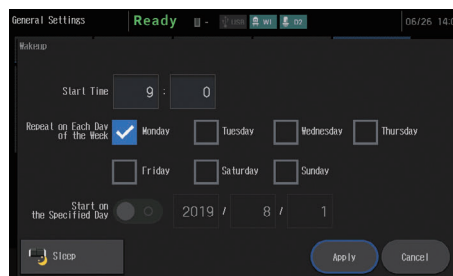 General Settings Ready - USB W1 D2 06/26 14:0
Wakeup
Start Time 9 : 0
Repeat on Each Day
of the Week
Monday Tuesday Wednesday Thursday
Friday Saturday Sunday
Start on
the Specified Day
2019 / 8 / 1
Sleep Apply Cancel